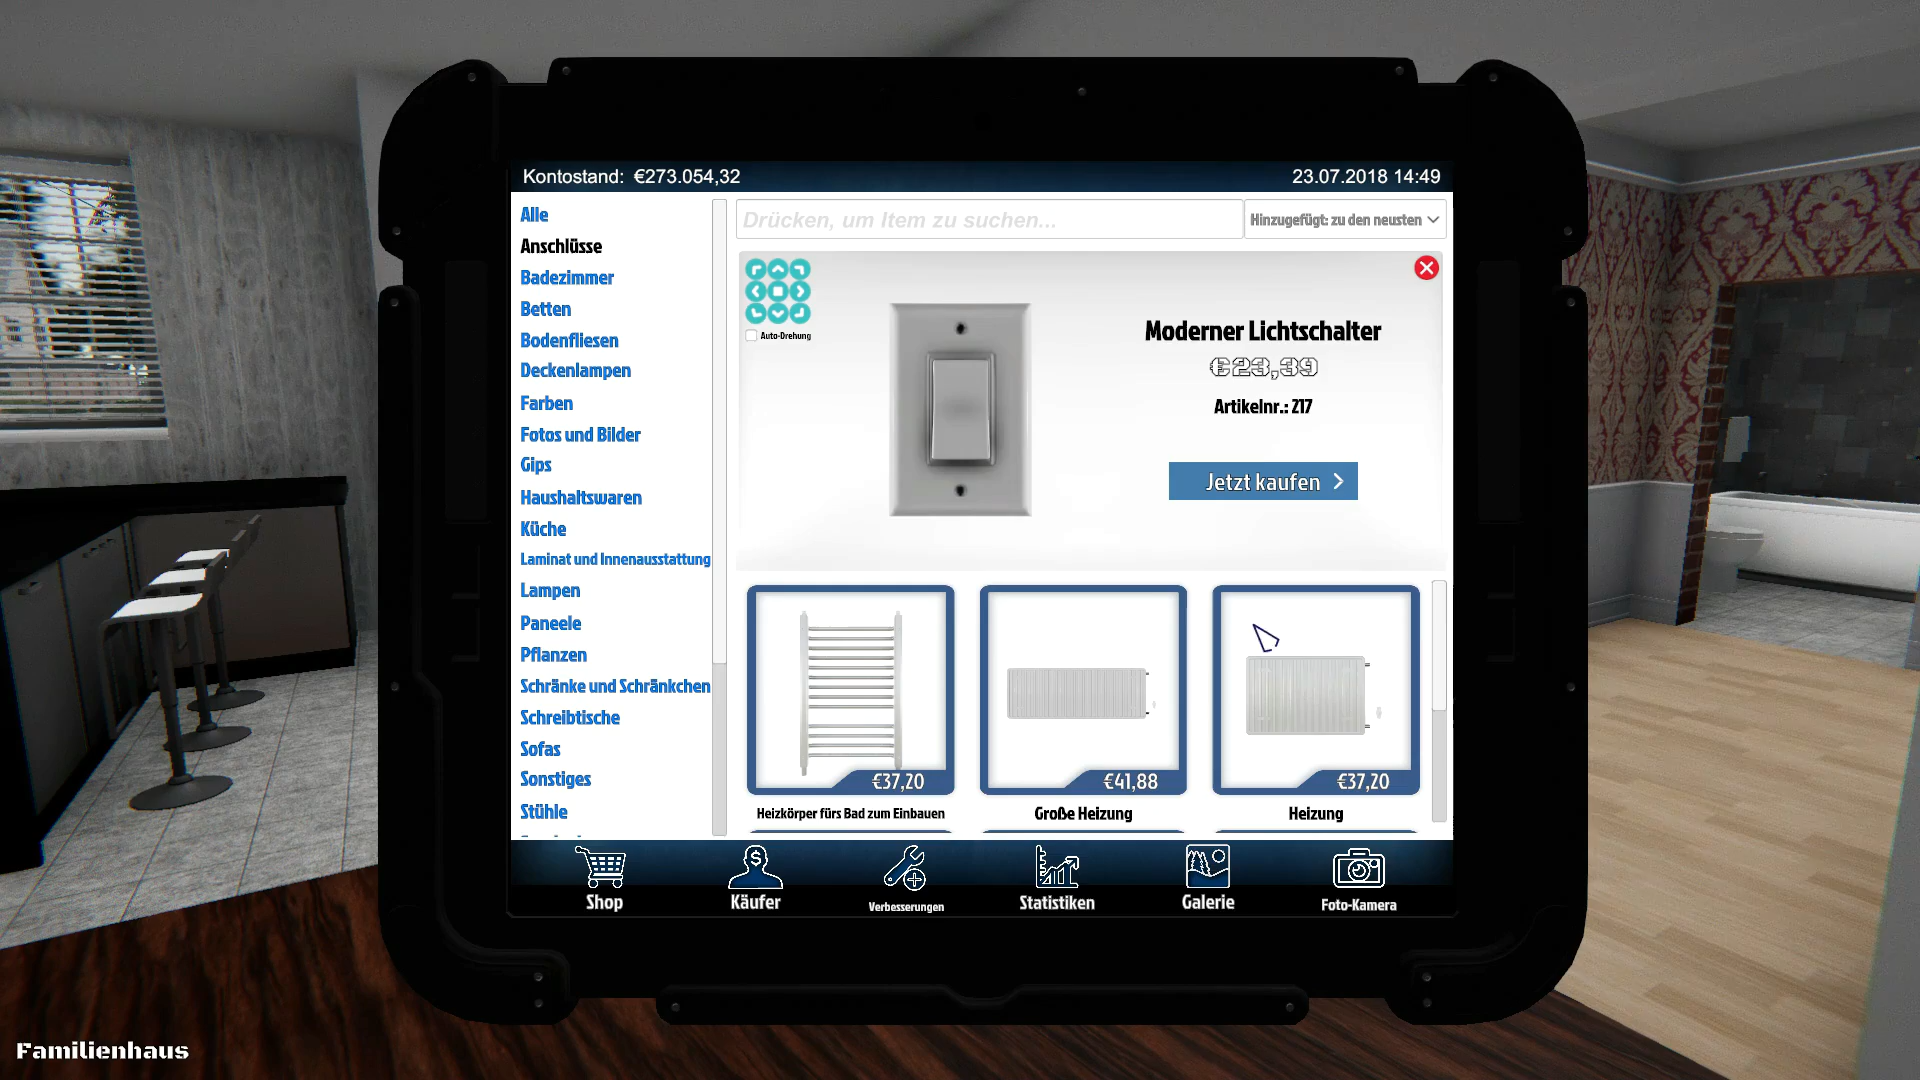 Kontostand: €273.054,32
23.07.2018 14:49
Alle
Anschlüsse
Badezimmer
Betten
Bodenfliesen
Deckenlampen
Farben
Fotos und Bilder
Gips
Haushaltswaren
Küche
Laminat und Innenausstattung
Lampen
Paneele
Pflanzen
Schränke und Schränkchen
Schreibtische
Sofas
Sonstiges
Stühle
Drücken, um Item zu suchen...
Hinzugefügt: zu den neusten
Auto-Drehung
Moderner Lichtschalter
€23,39
Artikelnr.: 217
Jetzt kaufen
€37,20
€41,88
€37,20
Heizkörper fürs Bad zum Einbauen
Große Heizung
Heizung
Shop
Käufer
Verbesserungen
Statistiken
Galerie
Foto-Kamera
Familienhaus